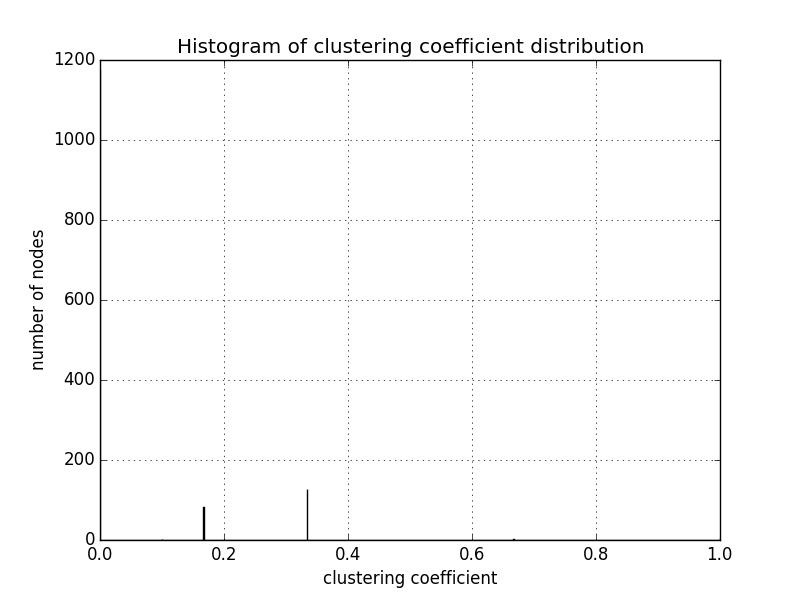 Histogram of clustering coefficient distribution
1200
1000
800
600
400
200
0
number of nodes
0.0 0.2 0.4 0.6 0.8 1.0
clustering coefficient